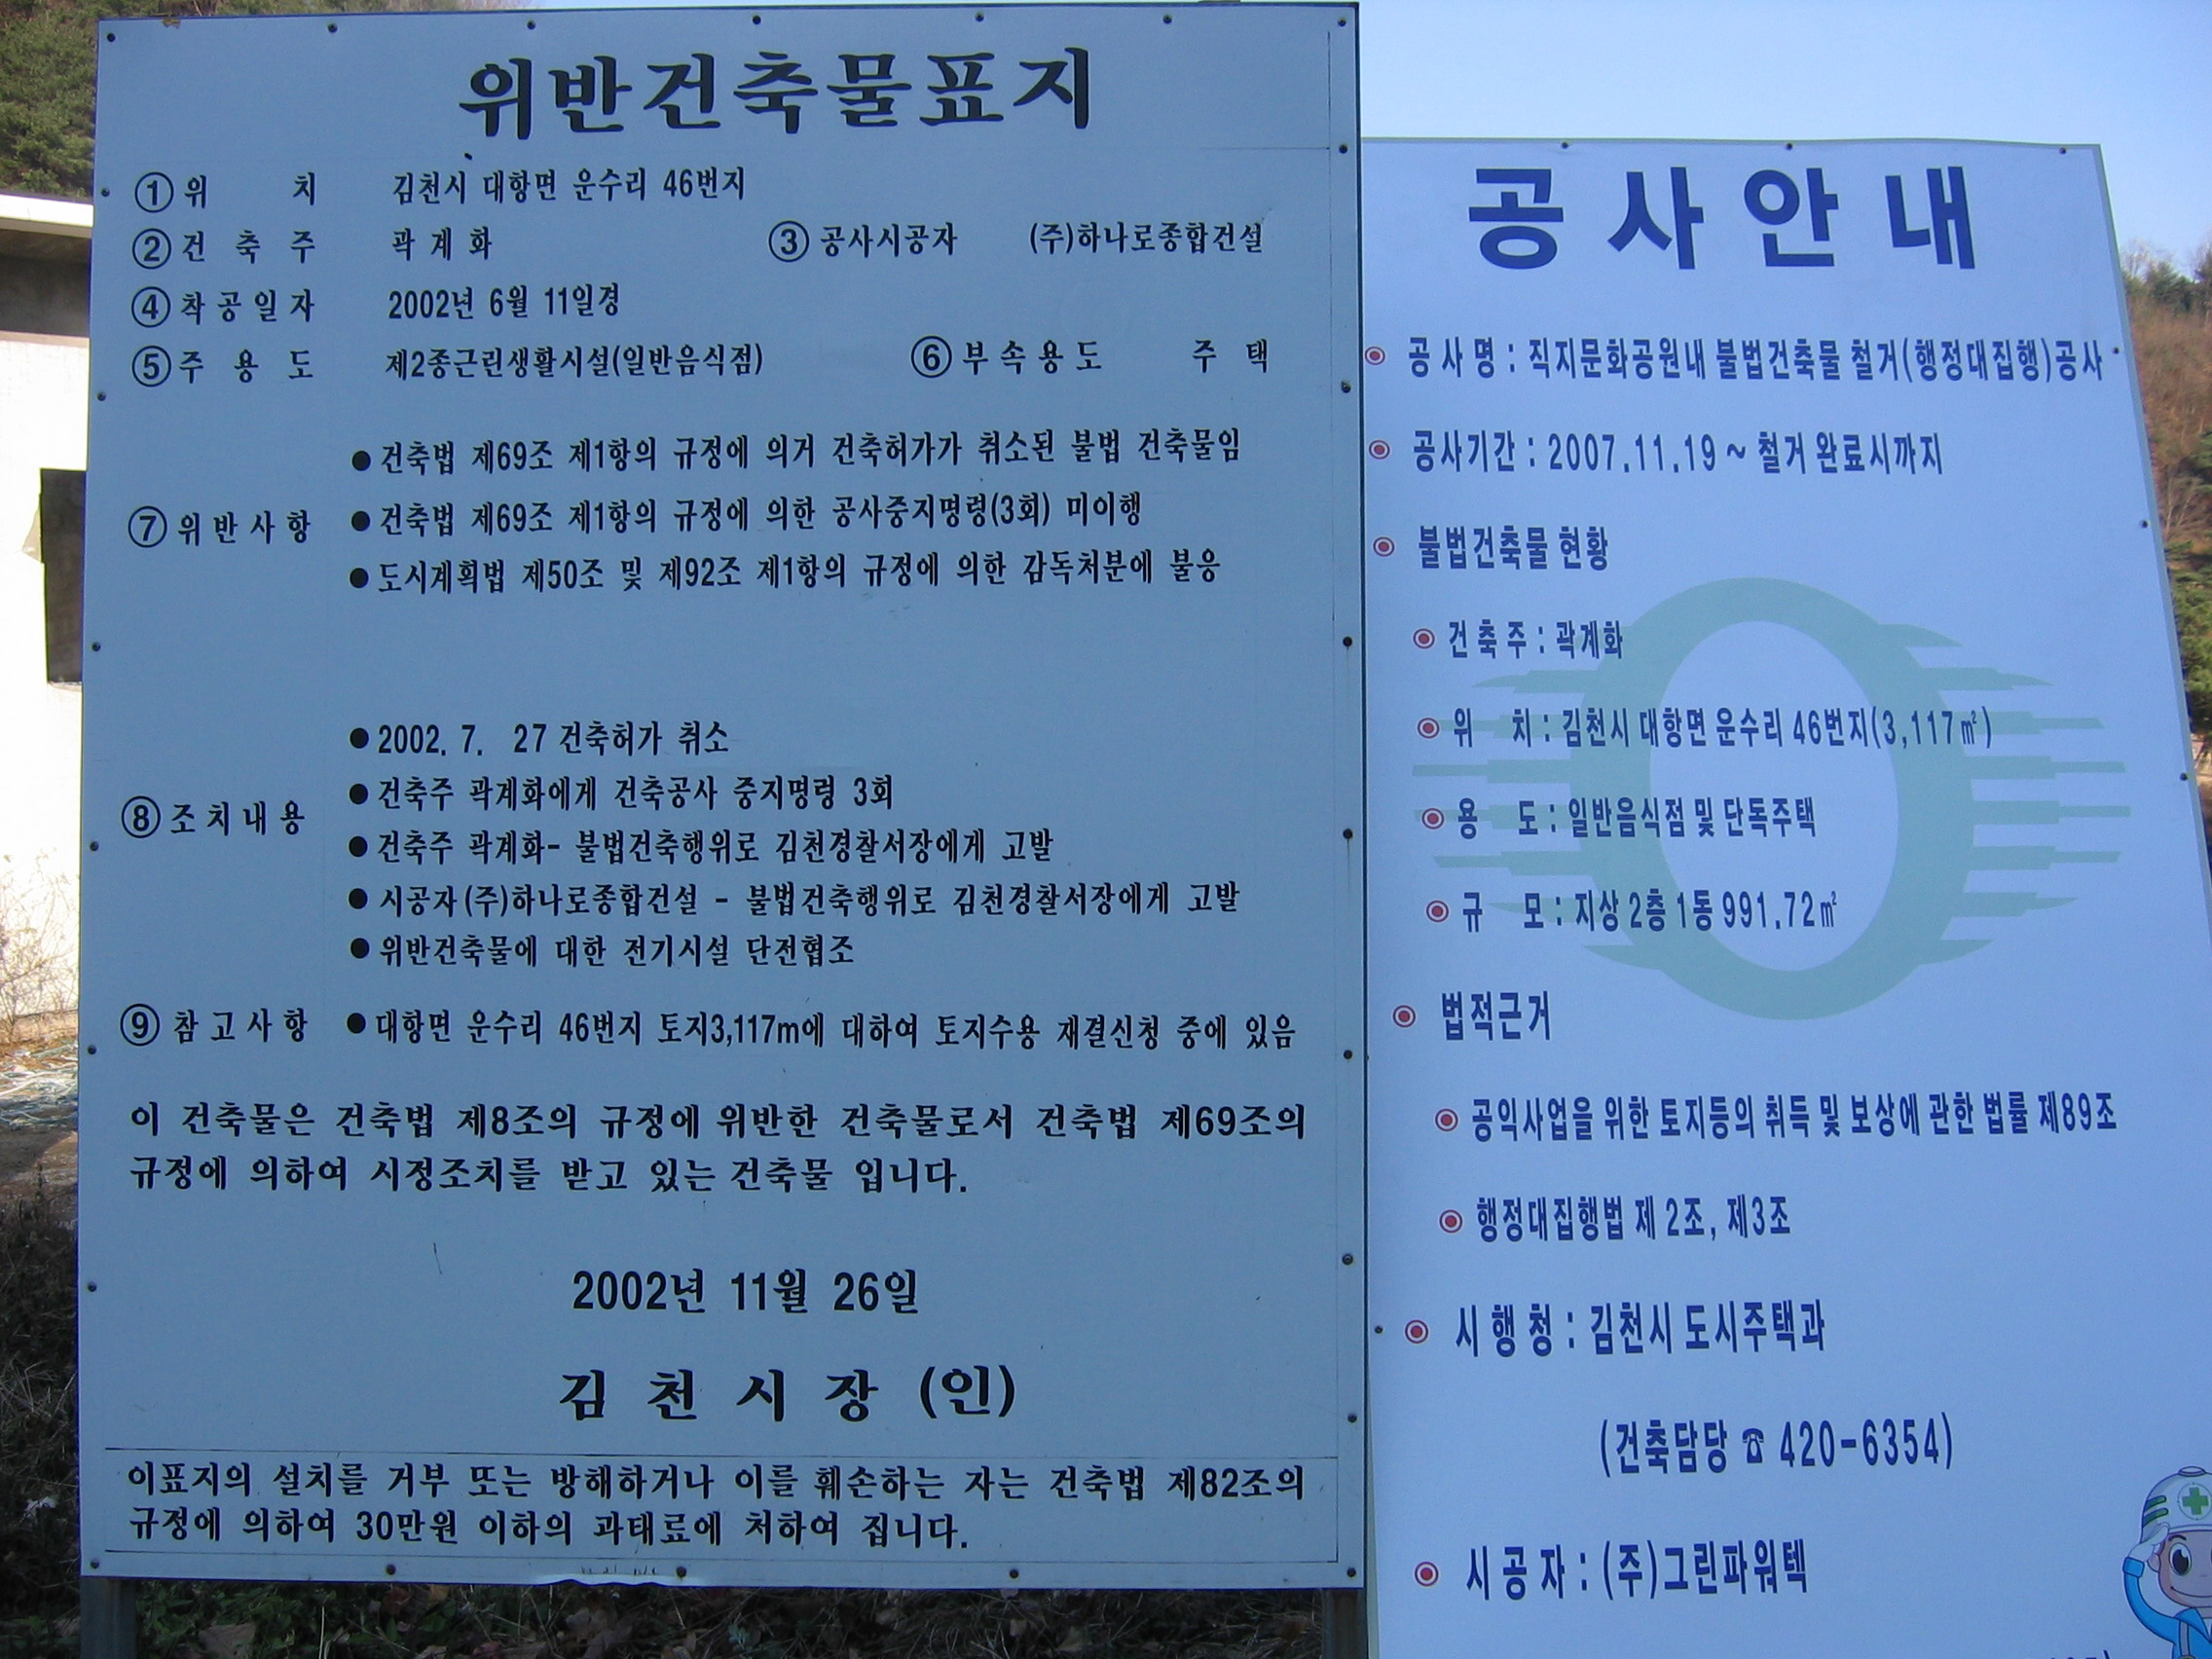 위반건축물표지
① 위 치 김천시 대항면 운수리 46번지
② 건 축 주 곽 계 화 ③ 공사시공자 (주)하나로종합건설
④ 착공일자 2002년 6월 11일경
⑤ 주 용 도 제2종근린생활시설(일반음식점) ⑥ 부속용도 주 택
⑦ 위반사항
● 건축법 제69조 제1항의 규정에 의거 건축허가가 취소된 불법 건축물임
● 건축법 제69조 제1항의 규정에 의한 공사중지명령(3회) 미이행
● 도시계획법 제50조 및 제92조 제1항의 규정에 의한 감독처분에 불응
⑧ 조치내용
● 2002. 7. 27 건축허가 취소
● 건축주 곽계화에게 건축공사 중지명령 3회
● 건축주 곽계화- 불법건축행위로 김천경찰서장에게 고발
● 시공자(주)하나로종합건설 - 불법건축행위로 김천경찰서장에게 고발
● 위반건축물에 대한 전기시설 단전협조
⑨ 참고사항 ● 대항면 운수리 46번지 토지3,117m에 대하여 토지수용 재결신청 중에 있음
이 건축물은 건축법 제8조의 규정에 위반한 건축물로서 건축법 제69조의
규정에 의하여 시정조치를 받고 있는 건축물 입니다.
2002년 11월 26일
김 천 시 장 (인)
이표지의 설치를 거부 또는 방해하거나 이를 훼손하는 자는 건축법 제82조의
규정에 의하여 30만원 이하의 과태료에 처하여 집니다.
공사안내
공 사 명 : 직지문화공원내 불법건축물 철거(행정대집행)공사
공사기간 : 2007.11.19 ~ 철거 완료시까지
불법건축물 현황
건 축 주 : 곽계화
위 치 : 김천시 대항면 운수리 46번지(3,117㎡)
용 도 : 일반음식점 및 단독주택
규 모 : 지상 2층 1동 991.72㎡
법적근거
공익사업을 위한 토지등의 취득 및 보상에 관한 법률 제89조
행정대집행법 제 2조, 제3조
시 행 청 : 김천시 도시주택과
(건축담당 ☎ 420-6354)
시 공 자 : (주)그린파워텍